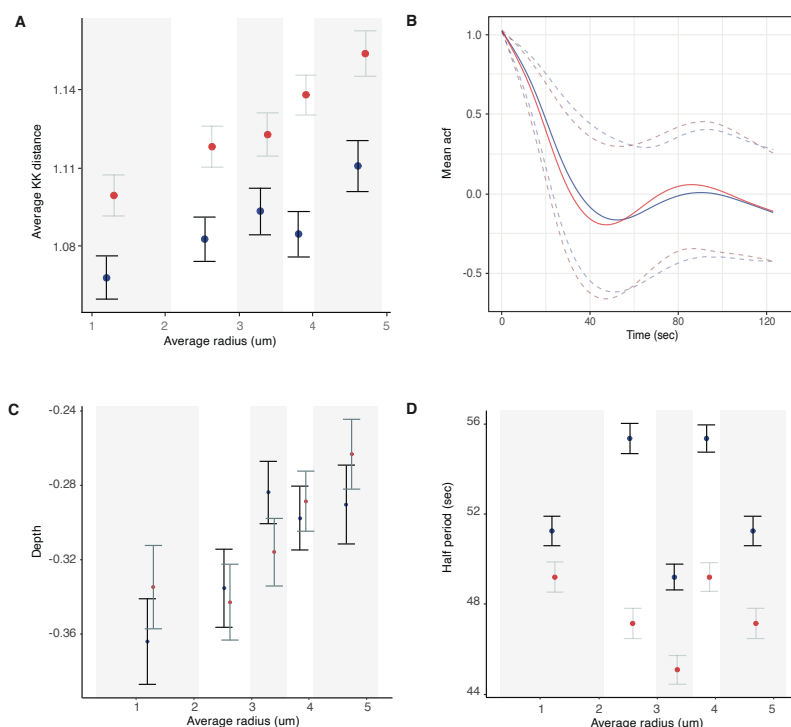 A
Average KK distance
1.14
1.11
1.08
1 2 3 4 5
Average radius (um)
B
Mean acf
1.0
0.5
0.0
-0.5
0 40 80 120
Time (sec)
C
Depth
-0.24
-0.28
-0.32
-0.36
1 2 3 4 5
Average radius (um)
D
Half period (sec)
56
52
48
44
1 2 3 4 5
Average radius (um)